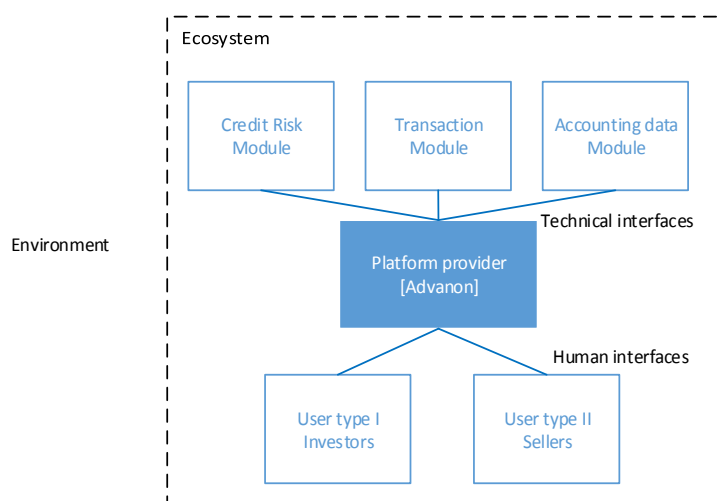 Ecosystem
Credit Risk
Module
Transaction
Module
Accounting data
Module
Technical interfaces
Environment
Platform provider
[Advanon]
Human interfaces
User type I
Investors
User type II
Sellers